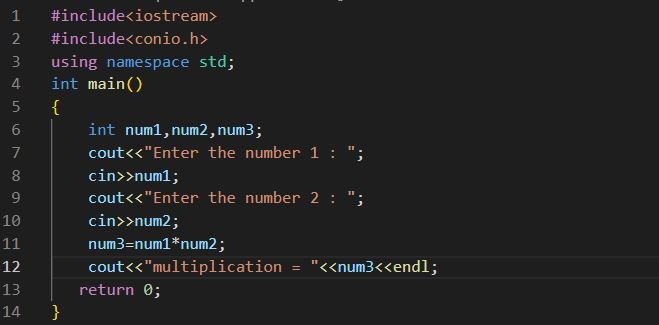 1 #include<iostream>
2 #include<conio.h>
3 using namespace std;
4 int main()
5 {
6 int num1,num2,num3;
7 cout<<"Enter the number 1 : ";
8 cin>>num1;
9 cout<<"Enter the number 2 : ";
10 cin>>num2;
11 num3=num1*num2;
12 cout<<"multiplication = "<<num3<<endl;
13 return 0;
14 }